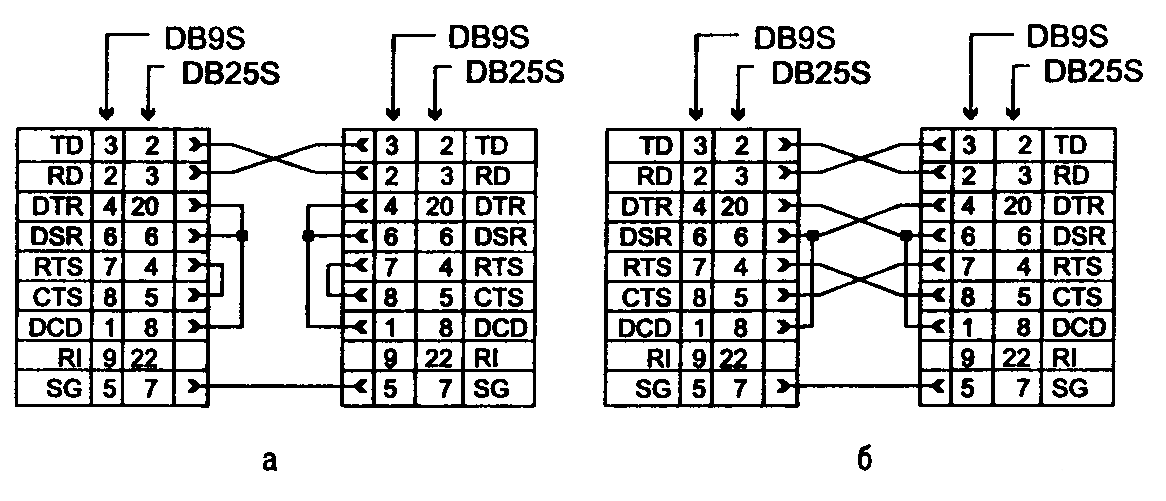 DB9S DB9S DB9S DB9S
DB25S DB25S DB25S DB25S
TD 3 2 3 2 TD TD 3 2 3 2 TD
RD 2 3 2 3 RD RD 2 3 2 3 RD
DTR 4 20 4 20 DTR DTR 4 20 4 20 DTR
DSR 6 6 6 6 DSR DSR 6 6 6 6 DSR
RTS 7 4 7 4 RTS RTS 7 4 7 4 RTS
CTS 8 5 8 5 CTS CTS 8 5 8 5 CTS
DCD 1 8 1 8 DCD DCD 1 8 1 8 DCD
RI 9 22 9 22 RI RI 9 22 9 22 RI
SG 5 7 5 7 SG SG 5 7 5 7 SG
а б